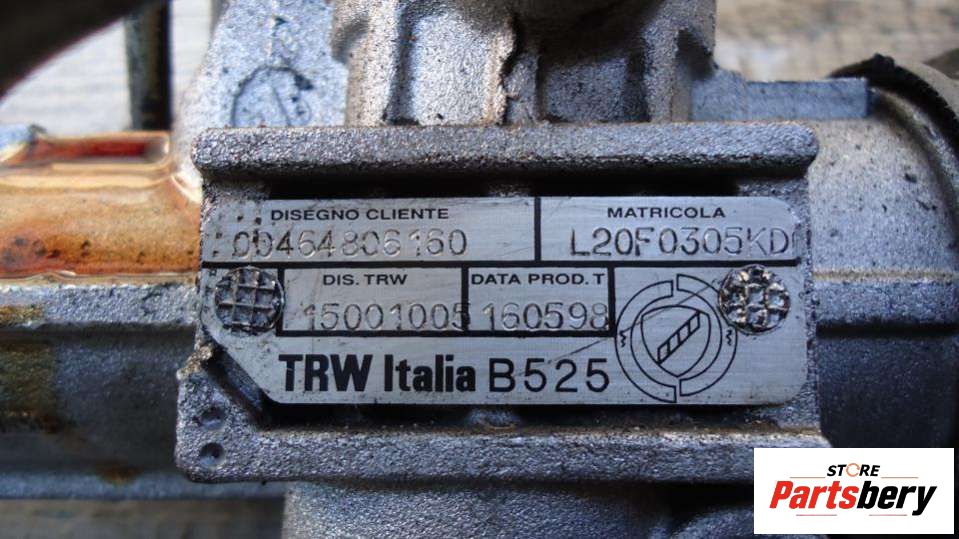 DISEGNO CLIENTE
00464806160
MATRICOLA
L20F0305KD
DIS. TRW
15001005
DATA PROD. T
160598
TRW Italia B525
STORE
Partsbery